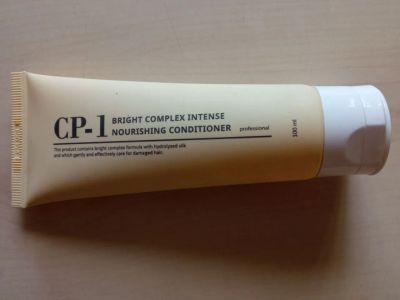 CP-1
BRIGHT COMPLEX INTENSE
NOURISHING CONDITIONER
professional
100 ml
This product contains bright complex formula with hydrolyzed silk
and which gently and effectively care for damaged hair.